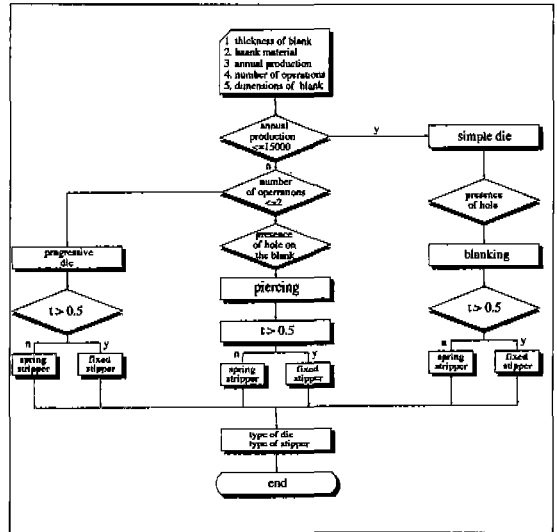 1 thickness of blank
2. baank material
3 annual production
4. number of operations
5, dimensions of blank
annual
production
<=15000
y
simple die
n
number
of operations
<=2
presence
of hole
presence
of hole on
the blank
progressive
die
blanking
piercing
t > 0.5
t > 0.5
t > 0.5
n
y
spring
stripper
fixed
stipper
n
y
spring
stripper
fixed
stipper
n
y
spring
stripper
fixed
stipper
type of die
type of stipper
end